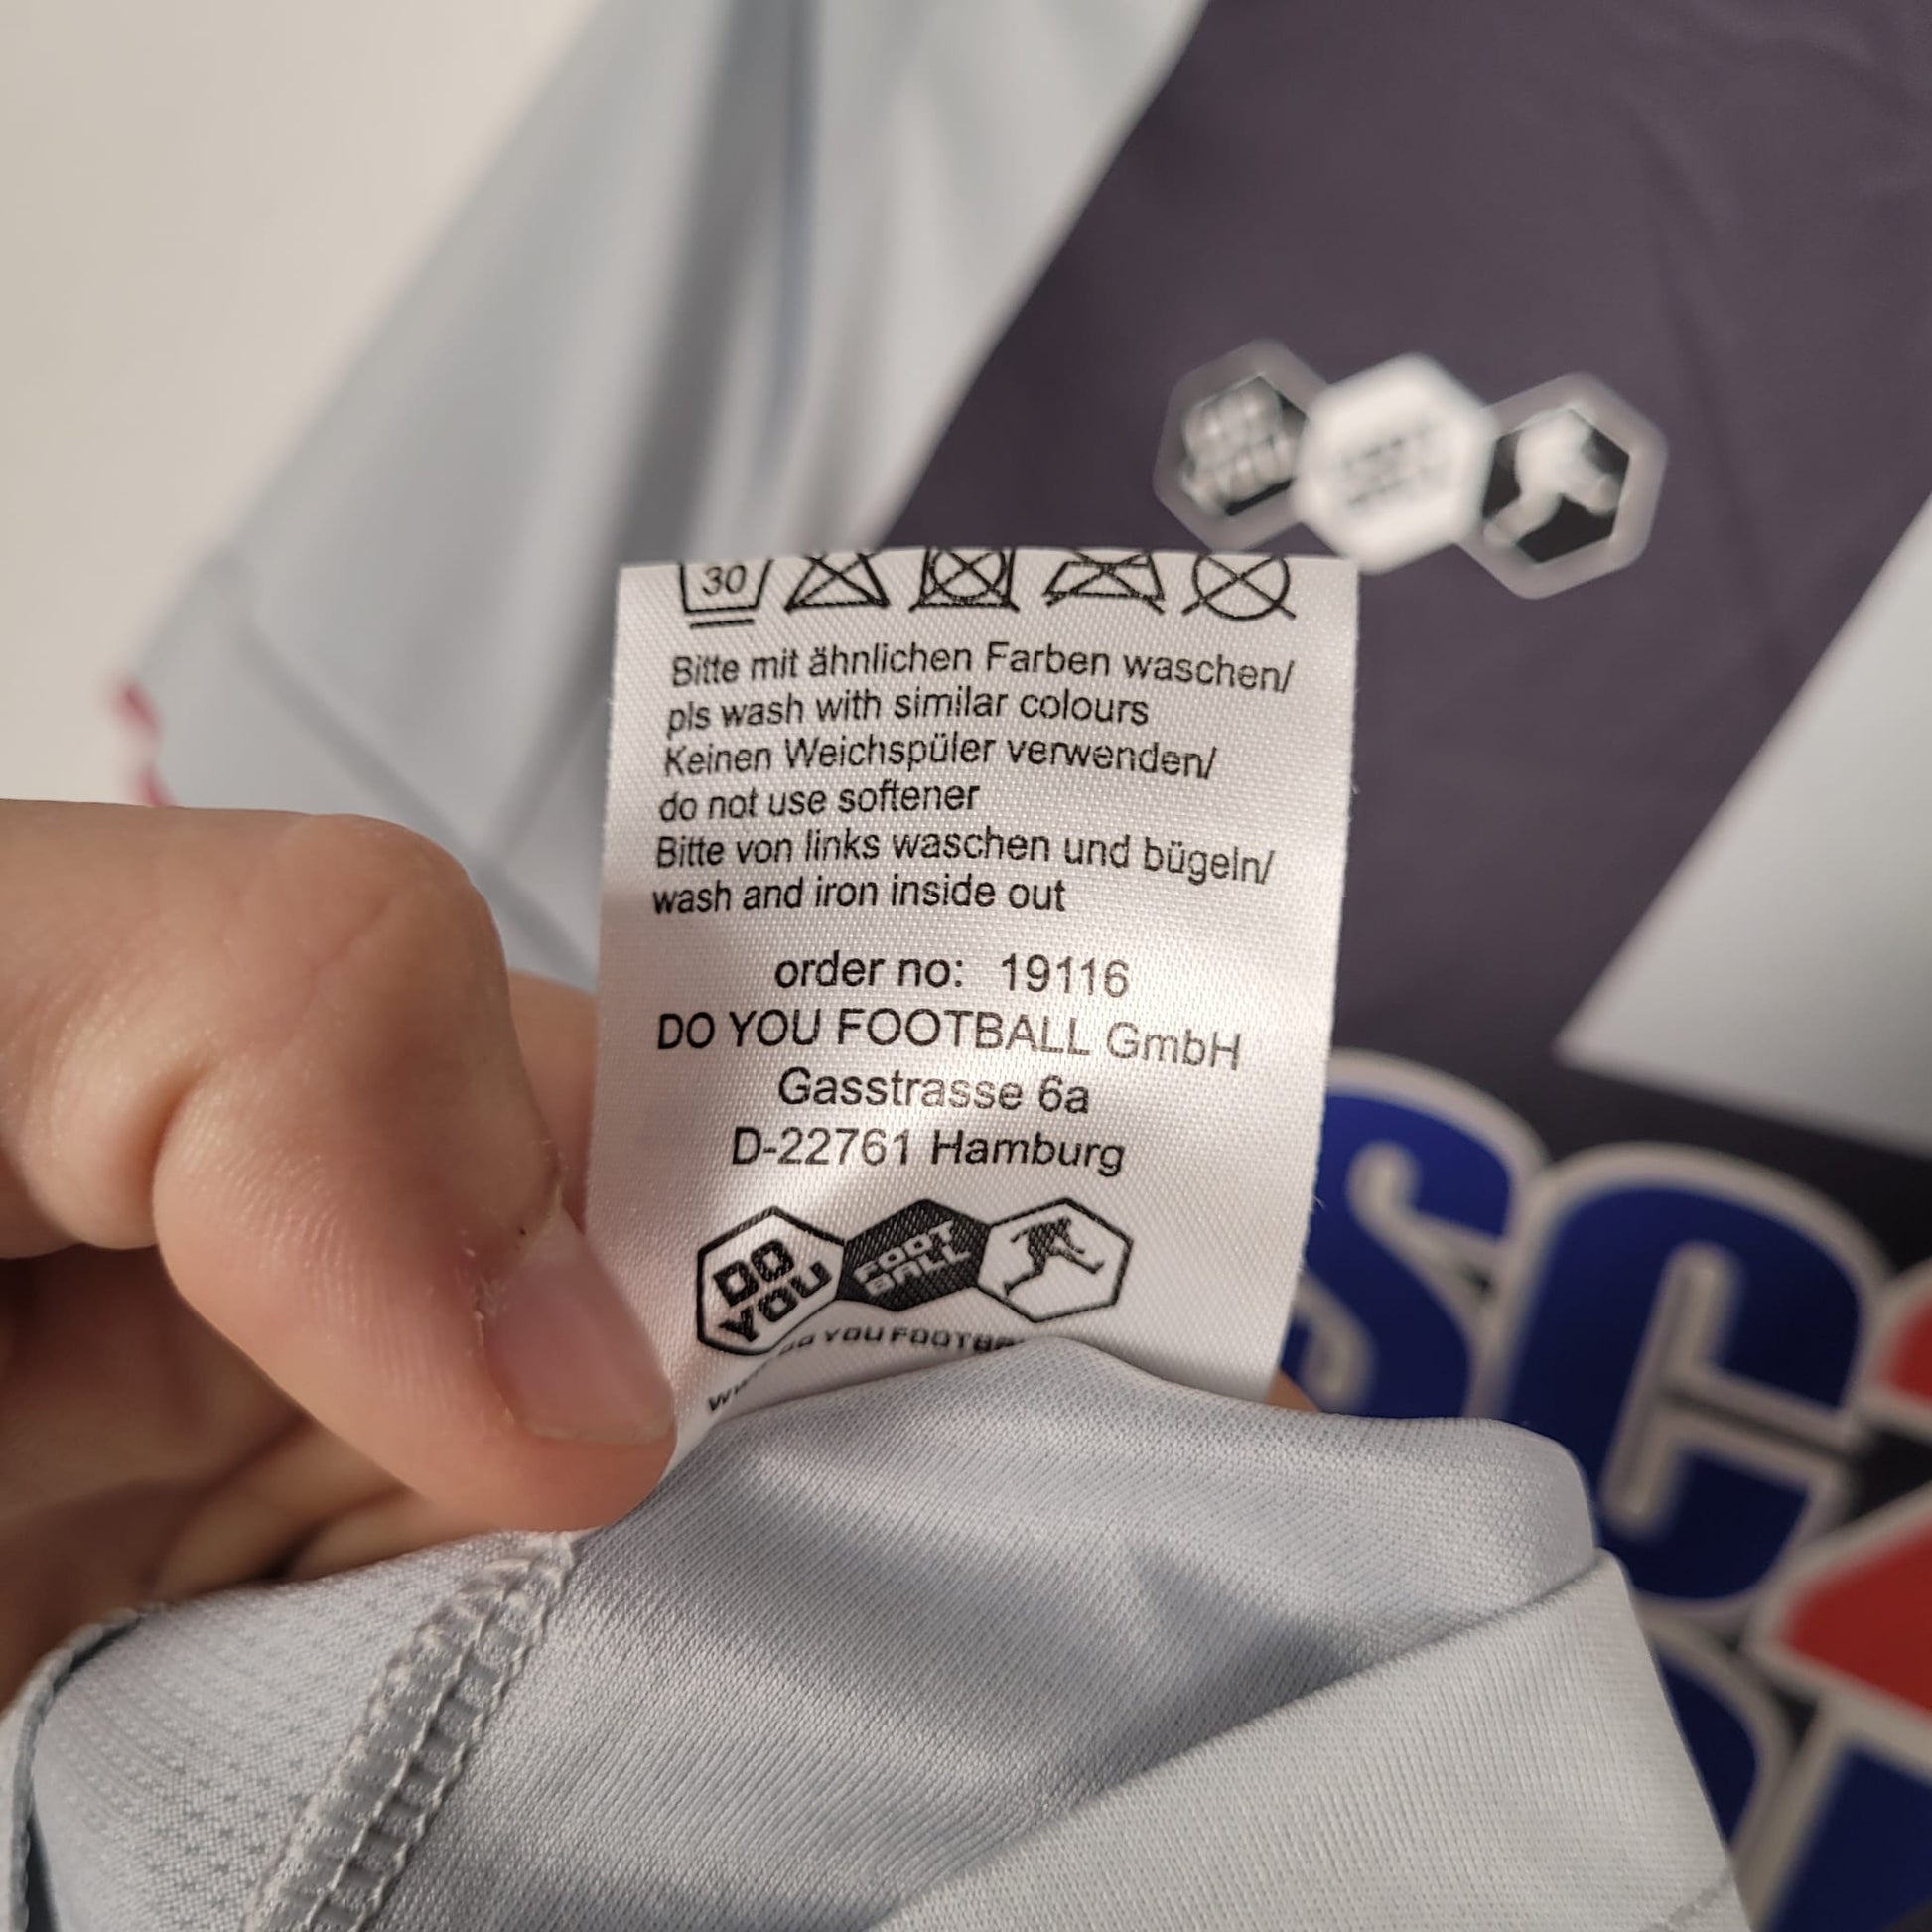 30
Bitte mit ähnlichen Farben waschen/
pls wash with similar colours
Keinen Weichspüler verwenden/
do not use softener
Bitte von links waschen und bügeln/
wash and iron inside out
order no: 19116
DO YOU FOOTBALL GmbH
Gasstrasse 6a
D-22761 Hamburg
DO
YOU
FOOT
BALL
YOU
SC